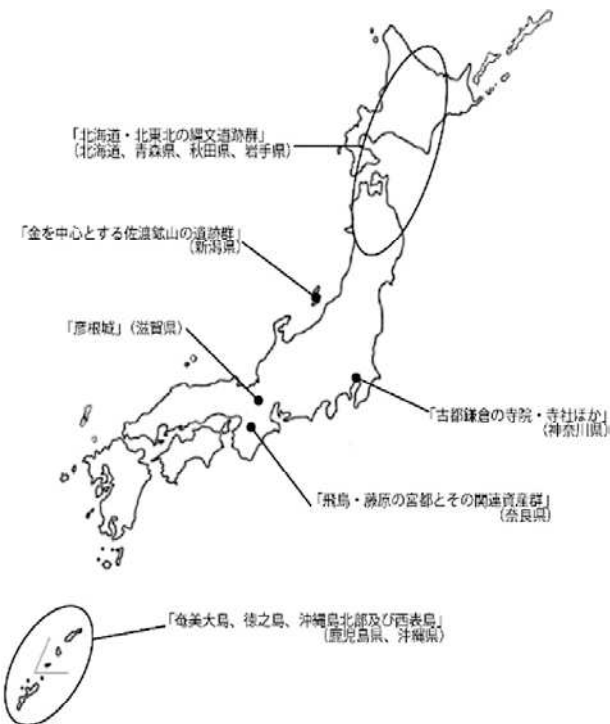 「北海道・北東北の縄文遺跡群」
(北海道、青森県、秋田県、岩手県)
「金を中心とする佐渡鉱山の遺跡群」
(新潟県)
「彦根城」(滋賀県)
「古都鎌倉の寺院・寺社ほか」
(神奈川県)
「飛鳥・藤原の宮都とその関連資産群」
(奈良県)
「奄美大島、徳之島、沖縄島北部及び西表島」
(鹿児島県、沖縄県)